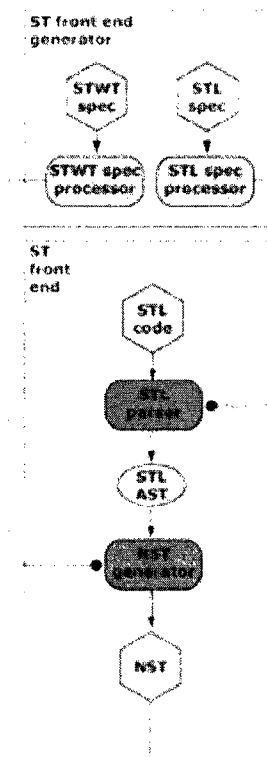 ST front end
generator
STWT
spec
STL
spec
STWT spec
processor
STL spec
processor
ST
front
end
STL
code
STL
parser
STL
AST
NST
generator
NST